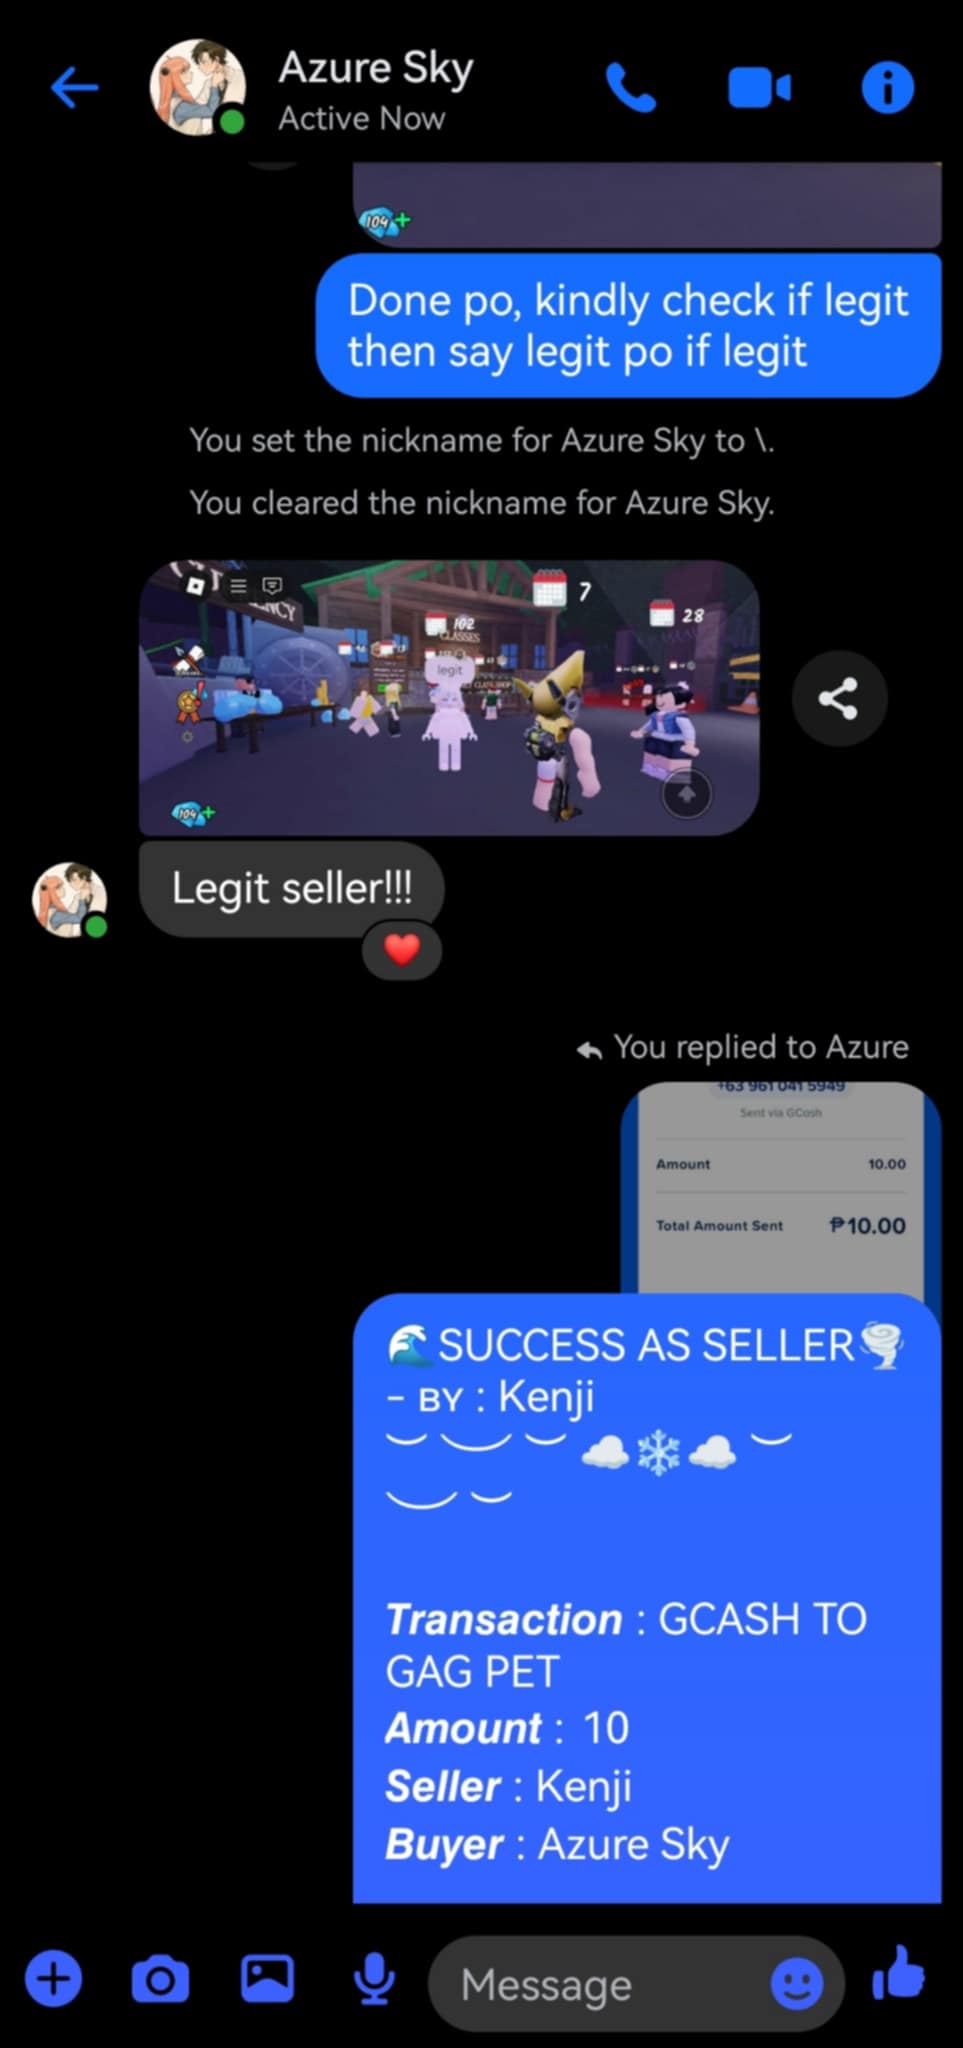 Azure Sky
Active Now
104+
Done po, kindly check if legit
then say legit po if legit
You set the nickname for Azure Sky to \.
You cleared the nickname for Azure Sky.
7
28
102
CLASSES
legit
104+
Legit seller!!!
You replied to Azure
+63 961 041 5949
Sent via GCash
Amount 10.00
Total Amount Sent ₱10.00
🌊SUCCESS AS SELLER🌪️
- BY : Kenji
︶︶︶☁️❄️☁️︶
︶︶
Transaction : GCASH TO
GAG PET
Amount : 10
Seller : Kenji
Buyer : Azure Sky
Message